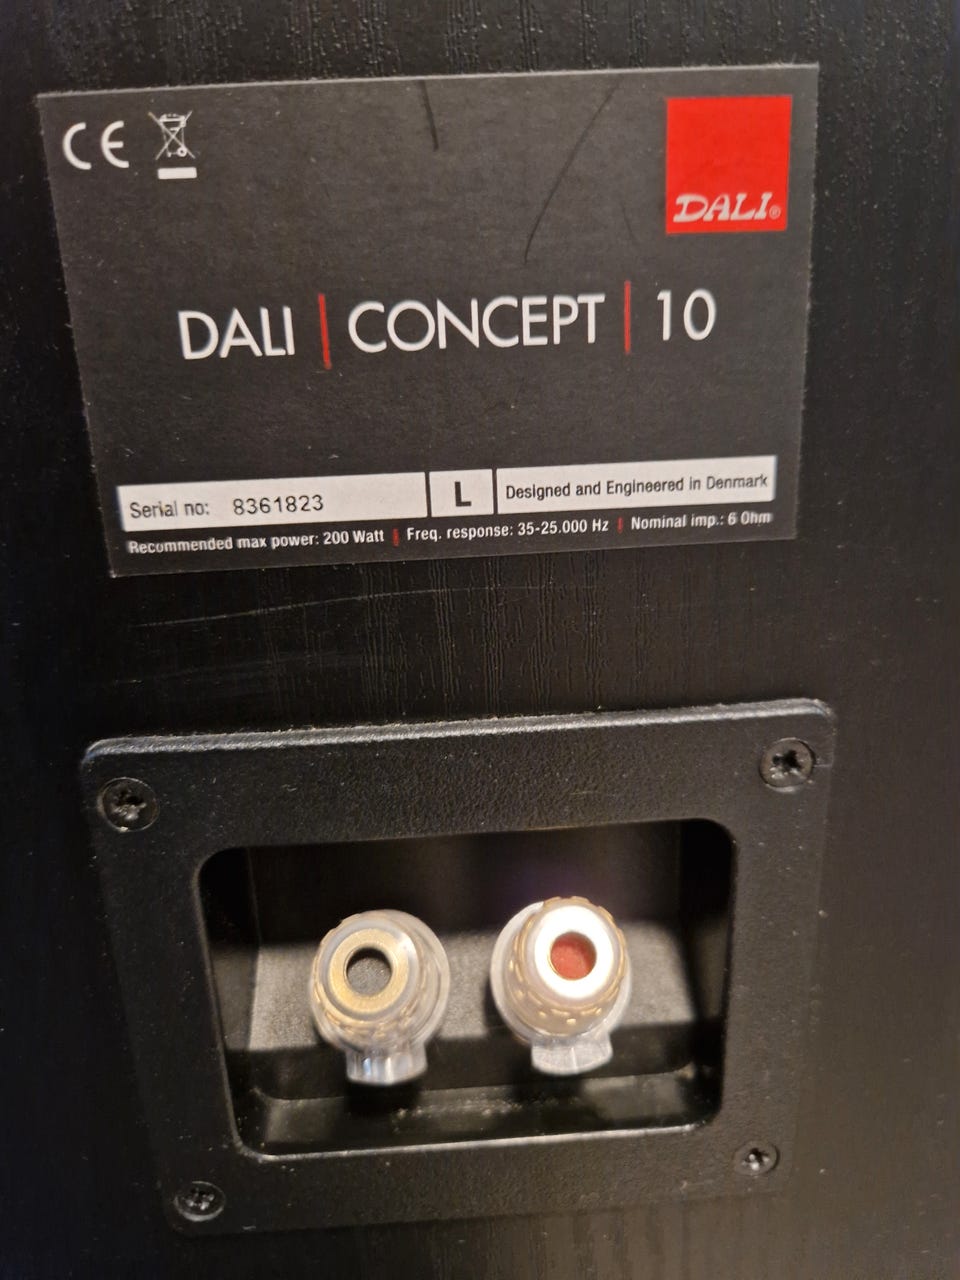 CE
DALI®
DALI | CONCEPT | 10
Serial no: 8361823
L
Designed and Engineered in Denmark
Recommended max power: 200 Watt | Freq. response: 35-25.000 Hz | Nominal imp.: 6 Ohm